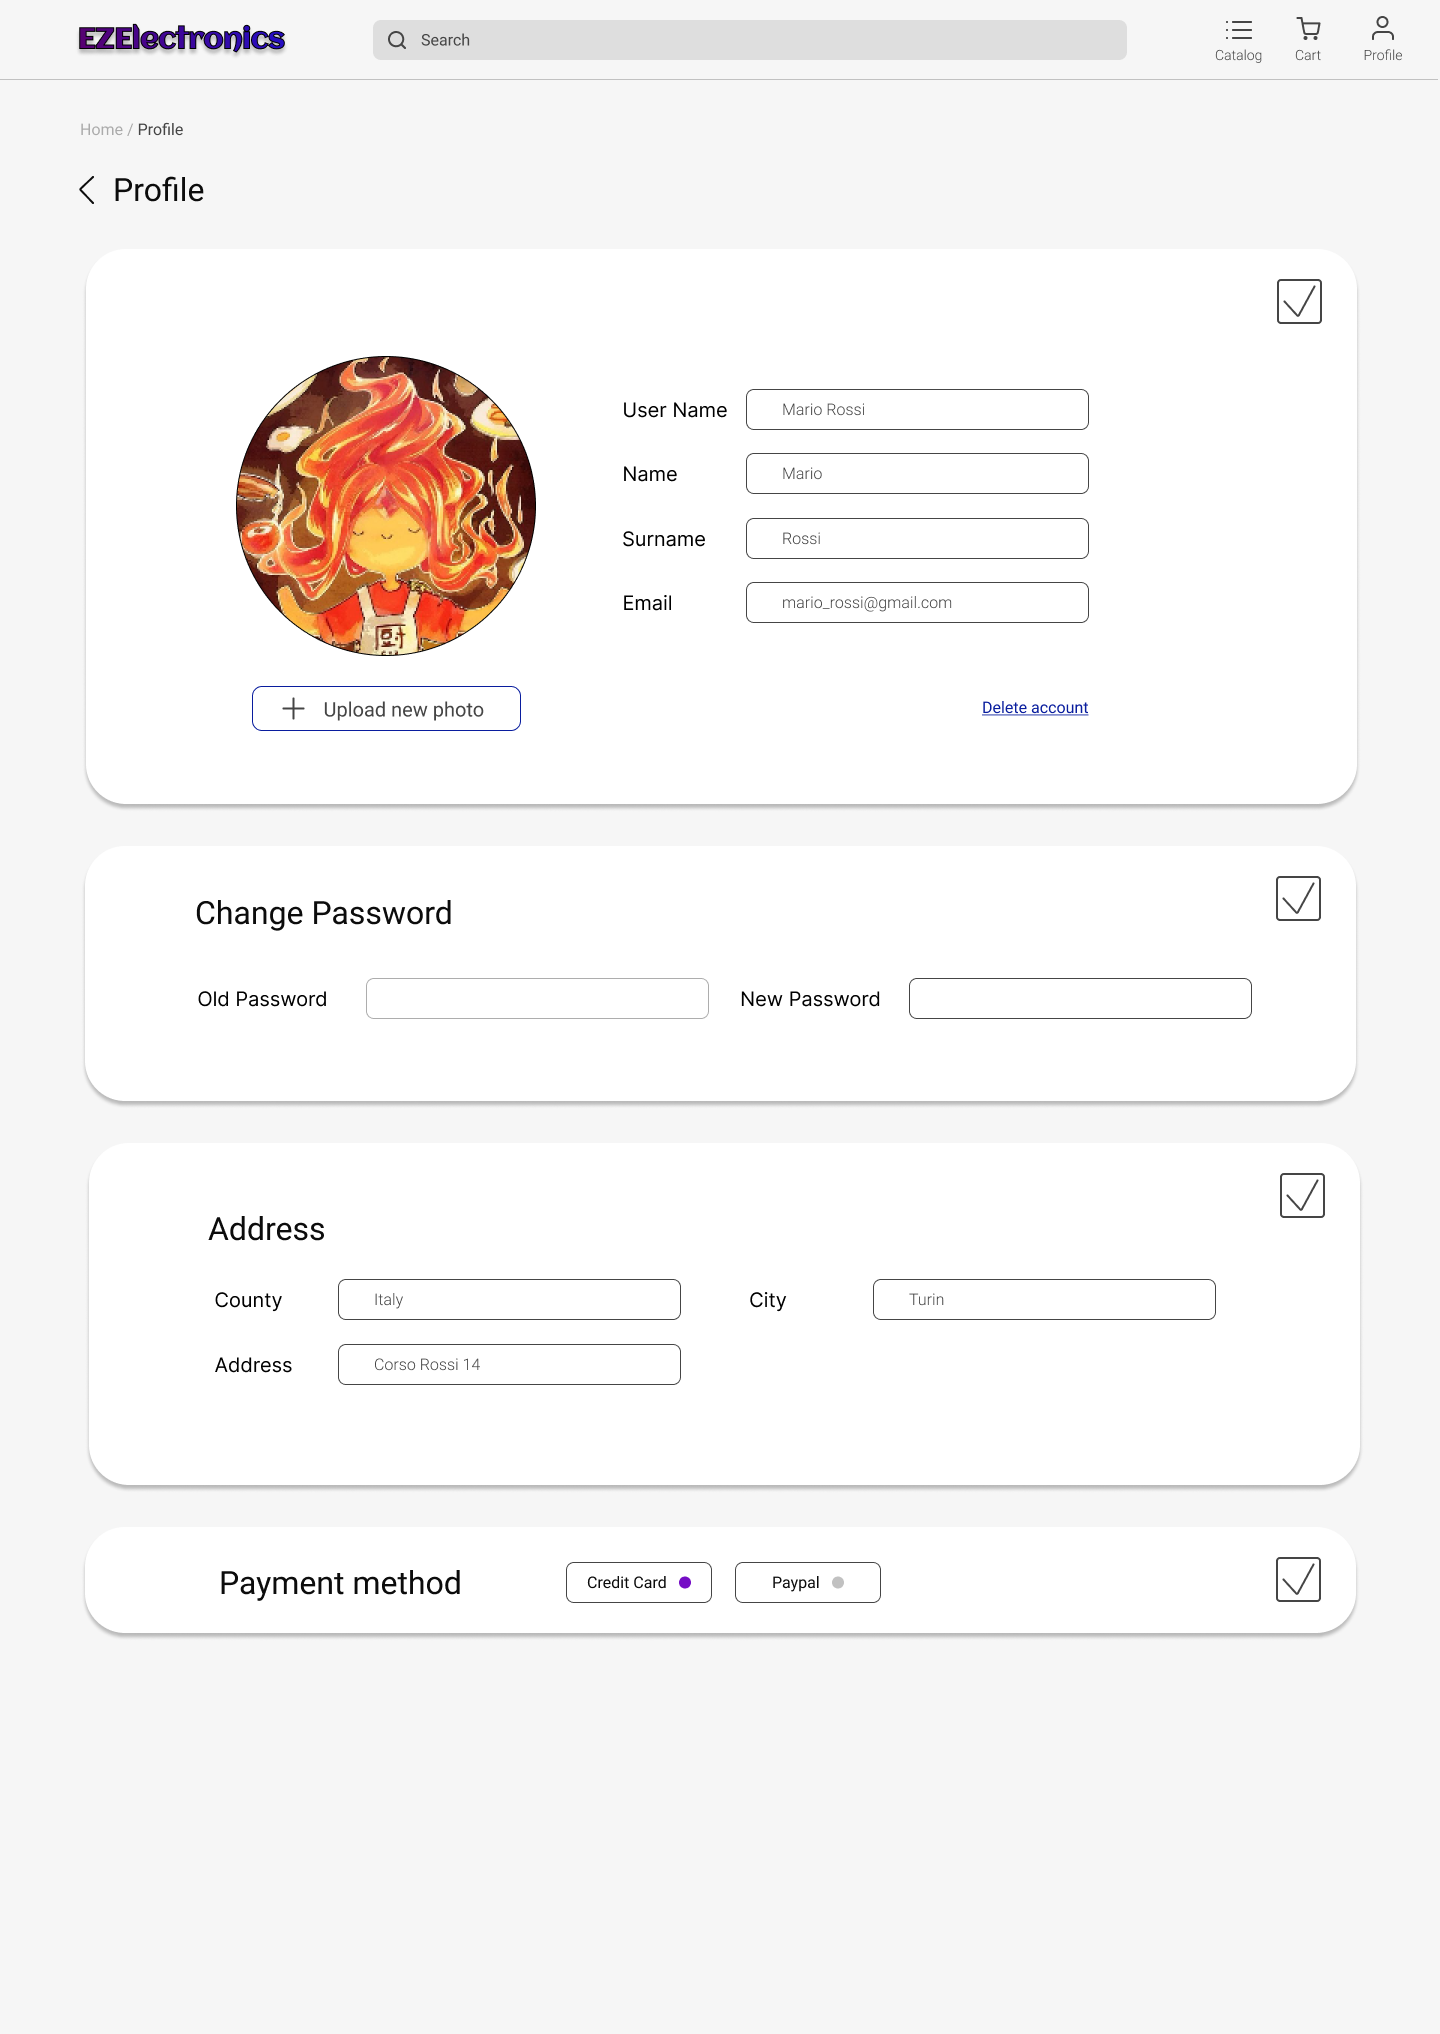 EZElectronics
Search
Catalog
Cart
Profile
Home / Profile
Profile
User Name
Mario Rossi
Name
Mario
Surname
Rossi
Email
mario_rossi@gmail.com
厨
Upload new photo
Delete account
Change Password
Old Password
New Password
Address
County
Italy
City
Turin
Address
Corso Rossi 14
Payment method
Credit Card
Paypal